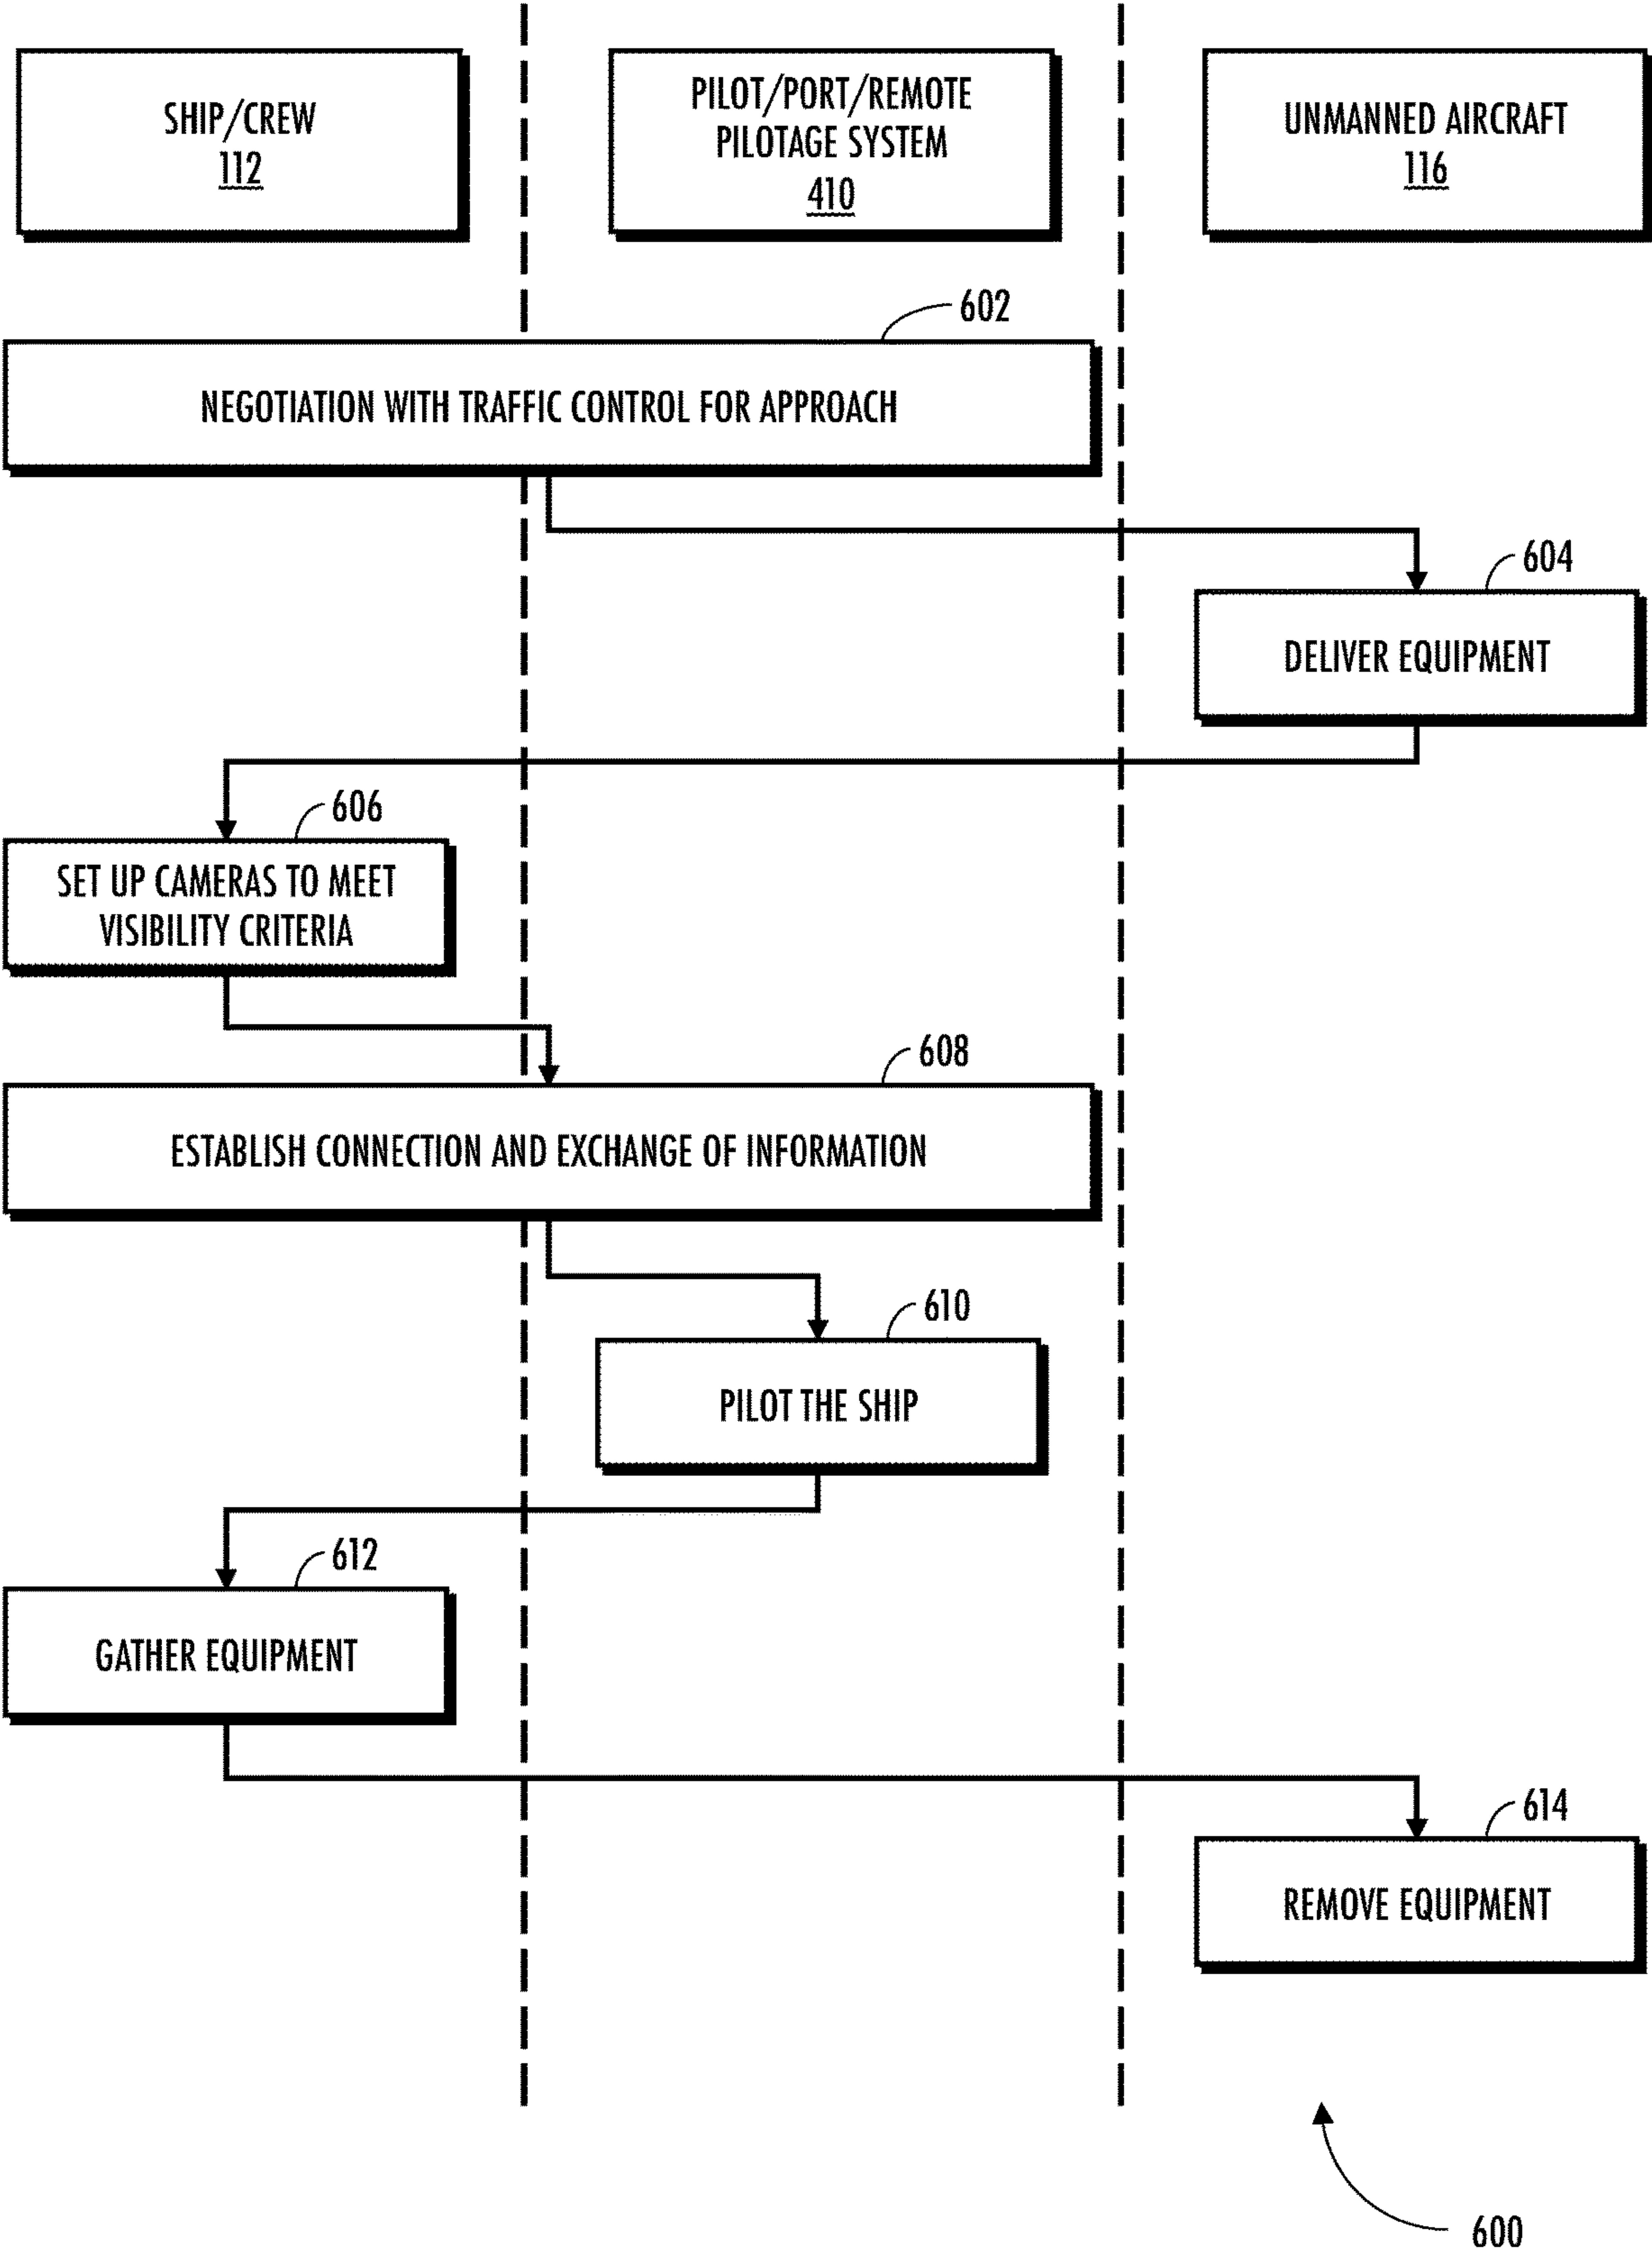 SHIP/CREW
112
PILOT/PORT/REMOTE
PILOTAGE SYSTEM
410
UNMANNED AIRCRAFT
116
602
NEGOTIATION WITH TRAFFIC CONTROL FOR APPROACH
604
DELIVER EQUIPMENT
606
SET UP CAMERAS TO MEET
VISIBILITY CRITERIA
608
ESTABLISH CONNECTION AND EXCHANGE OF INFORMATION
610
PILOT THE SHIP
612
GATHER EQUIPMENT
614
REMOVE EQUIPMENT
600